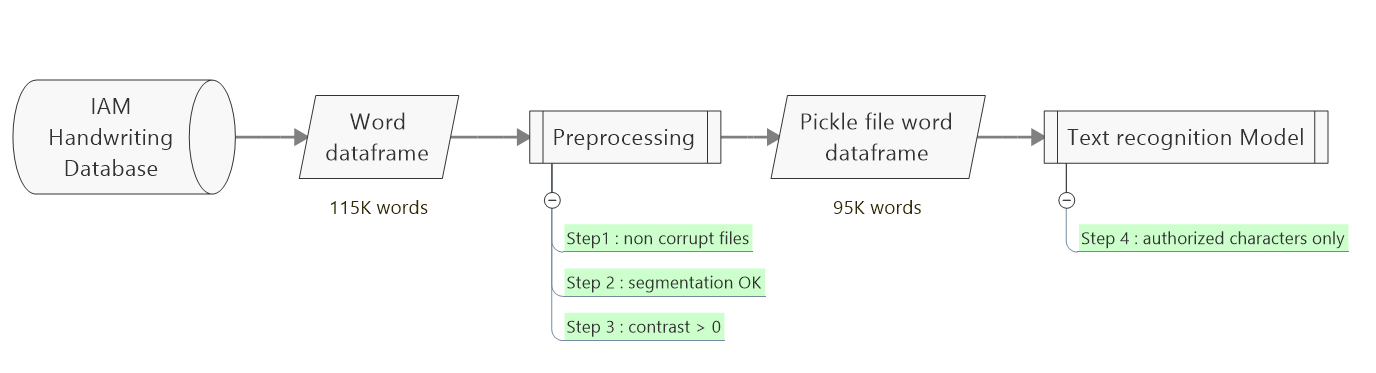 IAM
Handwriting
Database
Word
dataframe
115K words
Preprocessing
Step1 : non corrupt files
Step 2 : segmentation OK
Step 3 : contrast > 0
Pickle file word
dataframe
95K words
Text recognition Model
Step 4 : authorized characters only